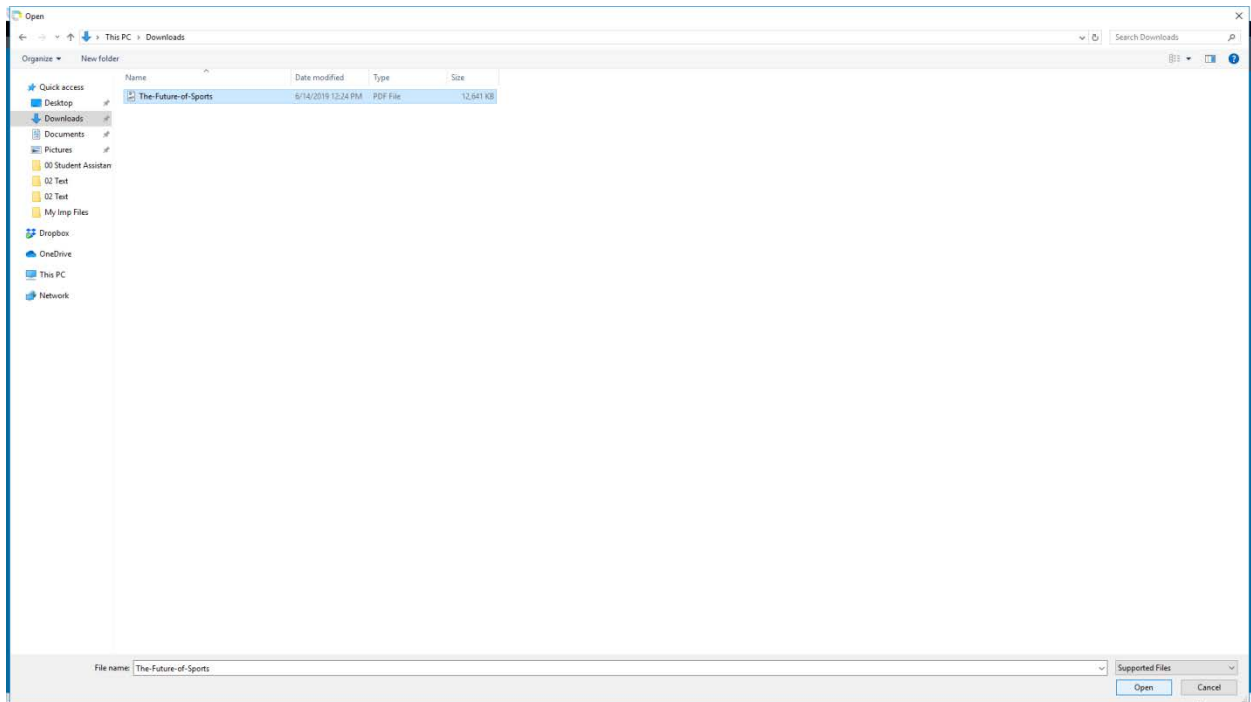 Open
This PC › Downloads
Search Downloads
Organize
New folder
Name Date modified Type Size
The-Future-of-Sports 6/14/2019 12:24 PM PDF File 12,641 KB
Quick access
Desktop
Downloads
Documents
Pictures
00 Student Assistan
02 Text
02 Text
My Imp Files
Dropbox
OneDrive
This PC
Network
File name: The-Future-of-Sports
Supported Files
Open Cancel